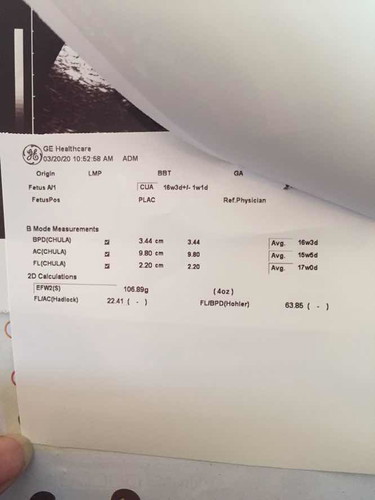 GE Healthcare
03/20/20 10:52:58 AM ADM
Origin LMP BBT GA
Fetus A/1 CUA 16w3d+/- 1w1d
FetusPos PLAC Ref.Physician
B Mode Measurements
BPD(CHULA) 3.44 cm 3.44 Avg. 16w3d
AC(CHULA) 9.80 cm 9.80 Avg. 15w5d
FL(CHULA) 2.20 cm 2.20 Avg. 17w0d
2D Calculations
EFW2(S) 106.89g (4oz)
FL/AC(Hadlock) 22.41 ( - ) FL/BPD(Hohler) 63.85 ( - )